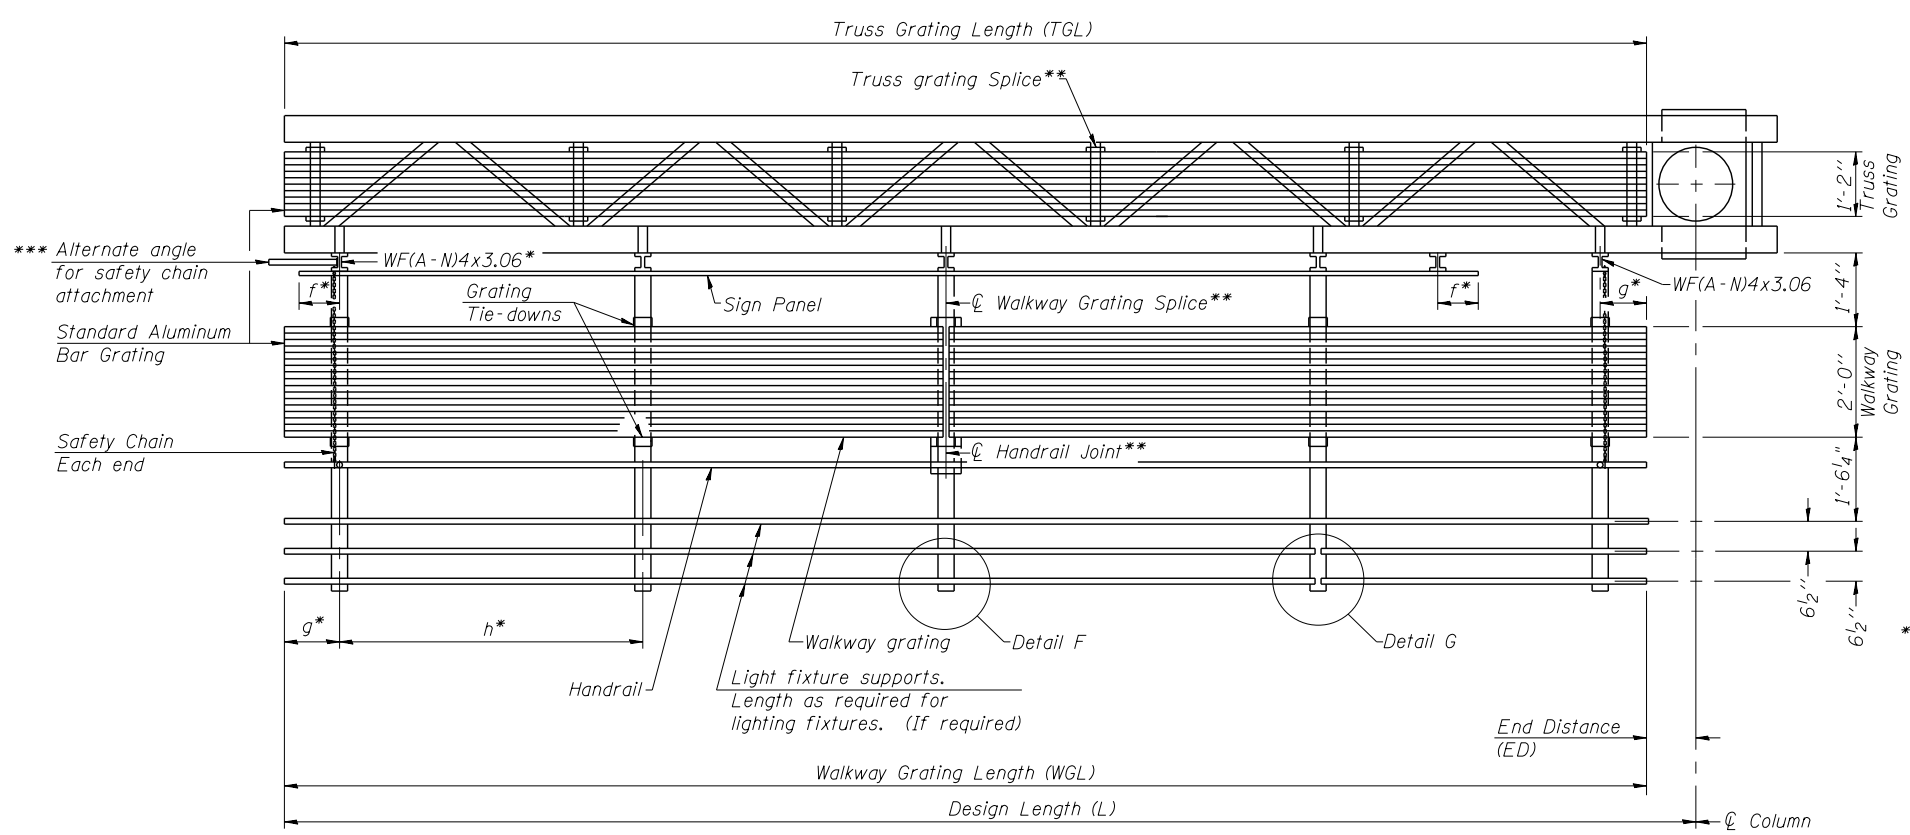 Truss Grating Length (TGL)
Truss grating Splice**
1'-2''
Truss
Grating
*** Alternate angle
for safety chain
attachment
WF(A-N)4x3.06*
WF(A-N)4x3.06
f*
Grating
Tie-downs
Sign Panel
℄ Walkway Grating Splice**
f*
g*
1'-4''
Standard Aluminum
Bar Grating
2'-0''
Walkway
Grating
Safety Chain
Each end
℄ Handrail Joint**
1'-6¼"
6½''
6½''
*
g*
h*
Walkway grating
Detail F
Detail G
Handrail
Light fixture supports.
Length as required for
lighting fixtures. (If required)
End Distance
(ED)
Walkway Grating Length (WGL)
Design Length (L)
℄ Column